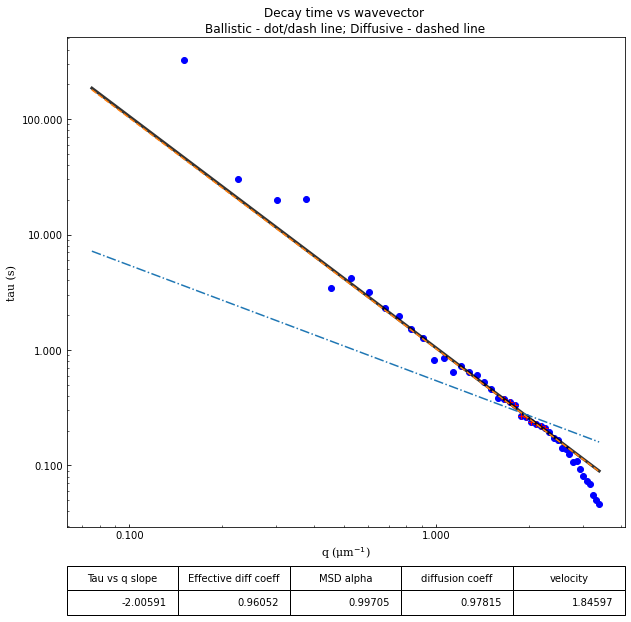 Decay time vs wavevector
Ballistic - dot/dash line; Diffusive - dashed line
100.000
10.000
1.000
0.100
tau (s)
0.100 1.000
q (μm⁻¹)
Tau vs q slope Effective diff coeff MSD alpha diffusion coeff velocity
-2.00591 0.96052 0.99705 0.97815 1.84597